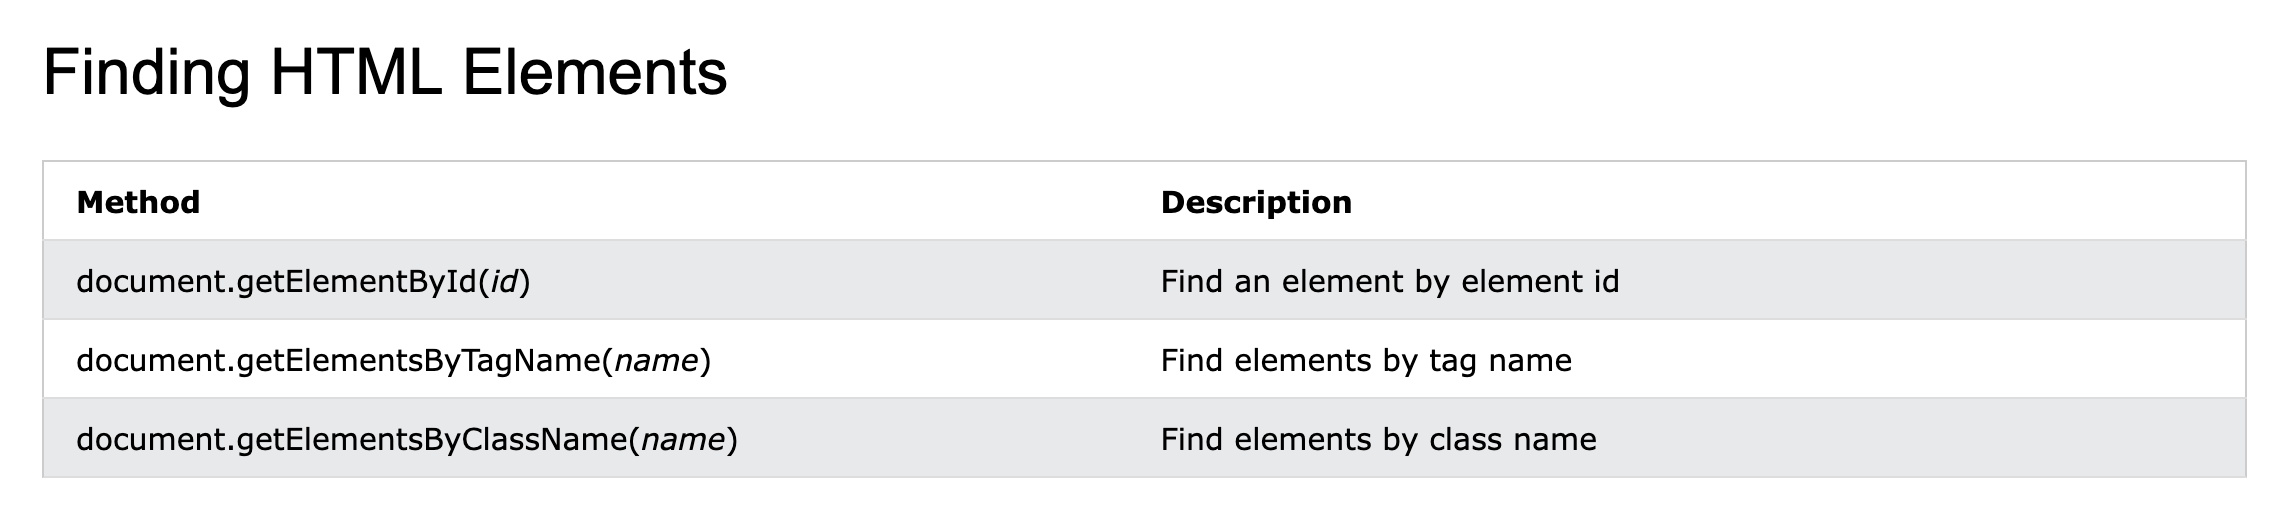 Finding HTML Elements
Method Description
document.getElementById(id) Find an element by element id
document.getElementsByTagName(name) Find elements by tag name
document.getElementsByClassName(name) Find elements by class name